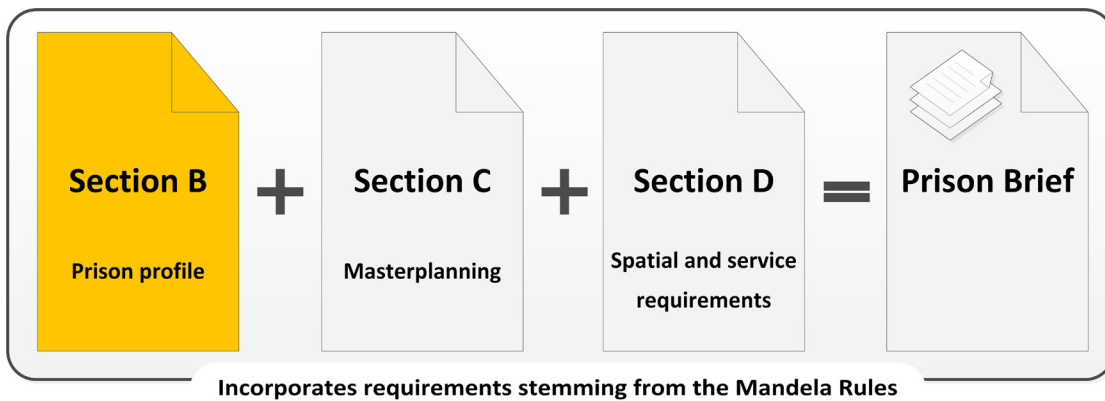 Section B
Prison profile
+
Section C
Masterplanning
+
Section D
Spatial and service
requirements
=
Prison Brief
Incorporates requirements stemming from the Mandela Rules